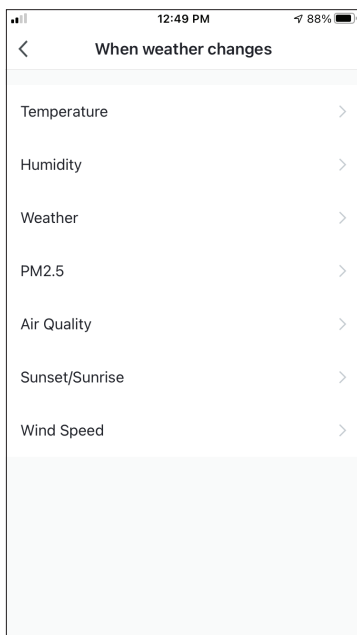 12:49 PM 88%
When weather changes
Temperature
Humidity
Weather
PM2.5
Air Quality
Sunset/Sunrise
Wind Speed